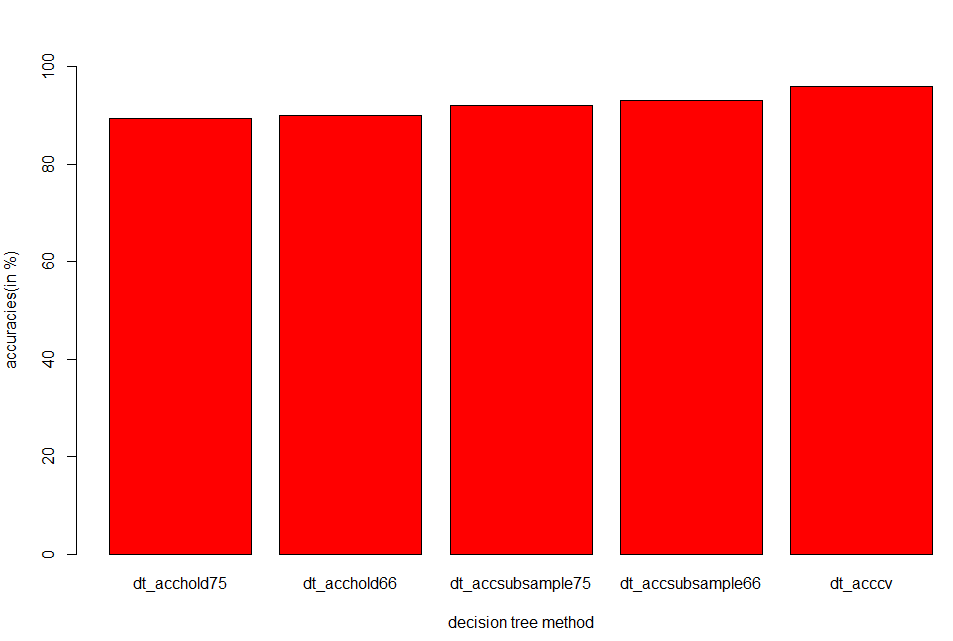 accuracies(in %)
100
80
60
40
20
0
dt_acchold75 dt_acchold66 dt_accsubsample75 dt_accsubsample66 dt_acccv
decision tree method